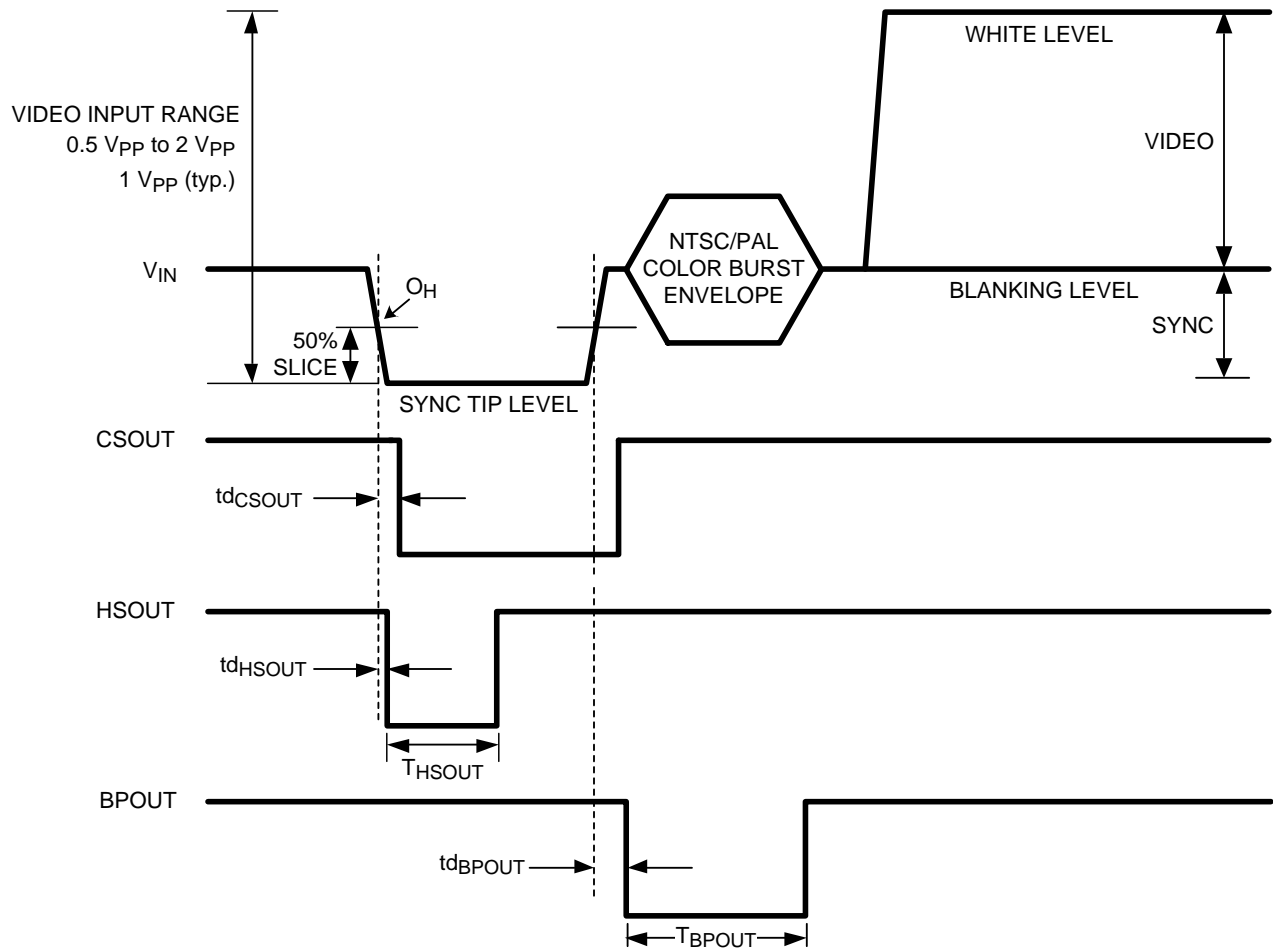 WHITE LEVEL
VIDEO INPUT RANGE
0.5 VPP to 2 VPP
1 VPP (typ.)
VIDEO
NTSC/PAL
COLOR BURST
ENVELOPE
VIN
OH
BLANKING LEVEL
SYNC
50%
SLICE
SYNC TIP LEVEL
CSOUT
tdCSOUT
HSOUT
tdHSOUT
THSOUT
BPOUT
tdBPOUT
TBPOUT